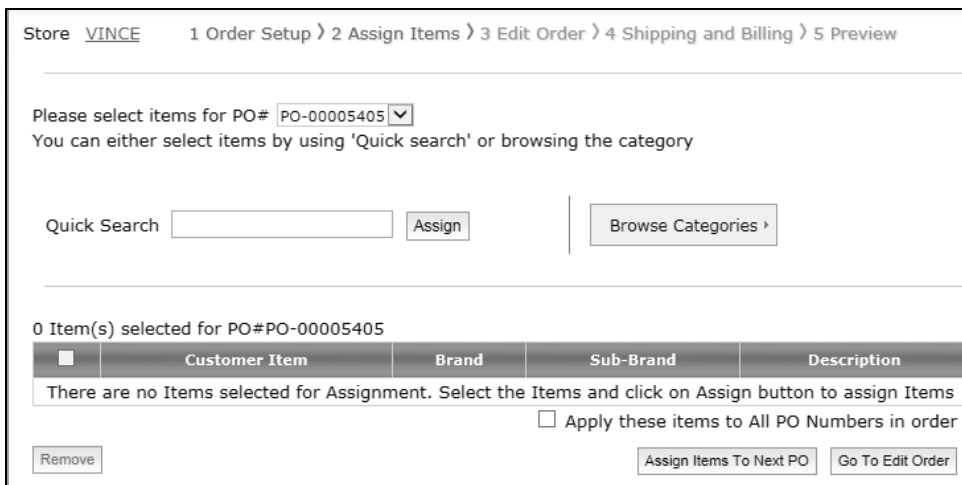 Store VINCE 1 Order Setup 〉 2 Assign Items 〉 3 Edit Order 〉 4 Shipping and Billing 〉 5 Preview
Please select items for PO# PO-00005405
You can either select items by using 'Quick search' or browsing the category
Quick Search Assign Browse Categories
0 Item(s) selected for PO#PO-00005405
Customer Item Brand Sub-Brand Description
There are no Items selected for Assignment. Select the Items and click on Assign button to assign Items
Apply these items to All PO Numbers in order
Remove Assign Items To Next PO Go To Edit Order